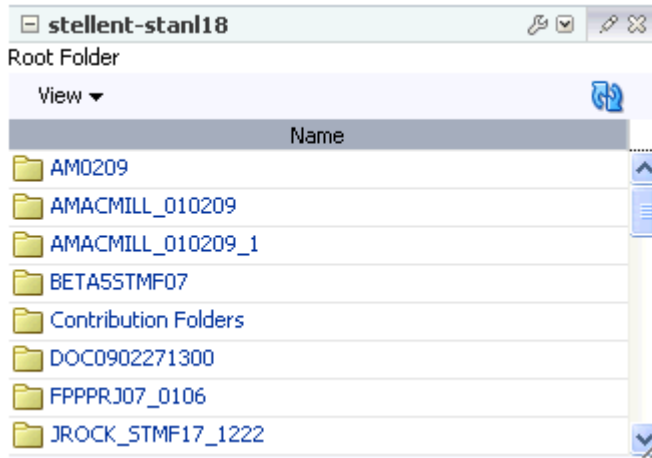 stellent-stanl18
Root Folder
View
Name
AM0209
AMACMILL_010209
AMACMILL_010209_1
BETA5STMF07
Contribution Folders
DOC0902271300
FPPPRJ07_0106
JROCK_STMF17_1222